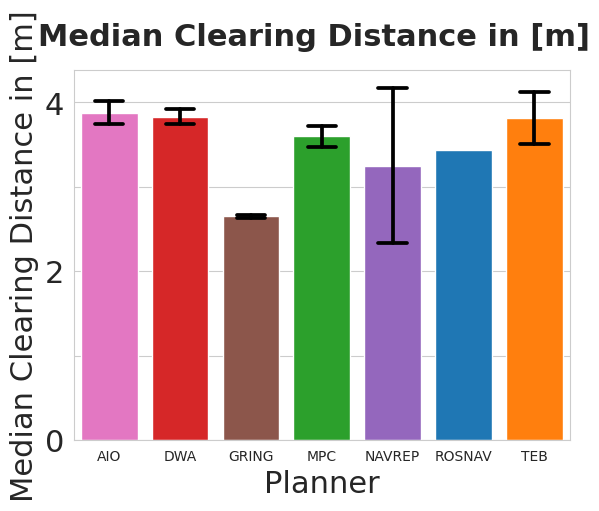 Median Clearing Distance in [m]
Median Clearing Distance in [m]
4
2
0
AIO DWA GRING MPC NAVREP ROSNAV TEB
Planner